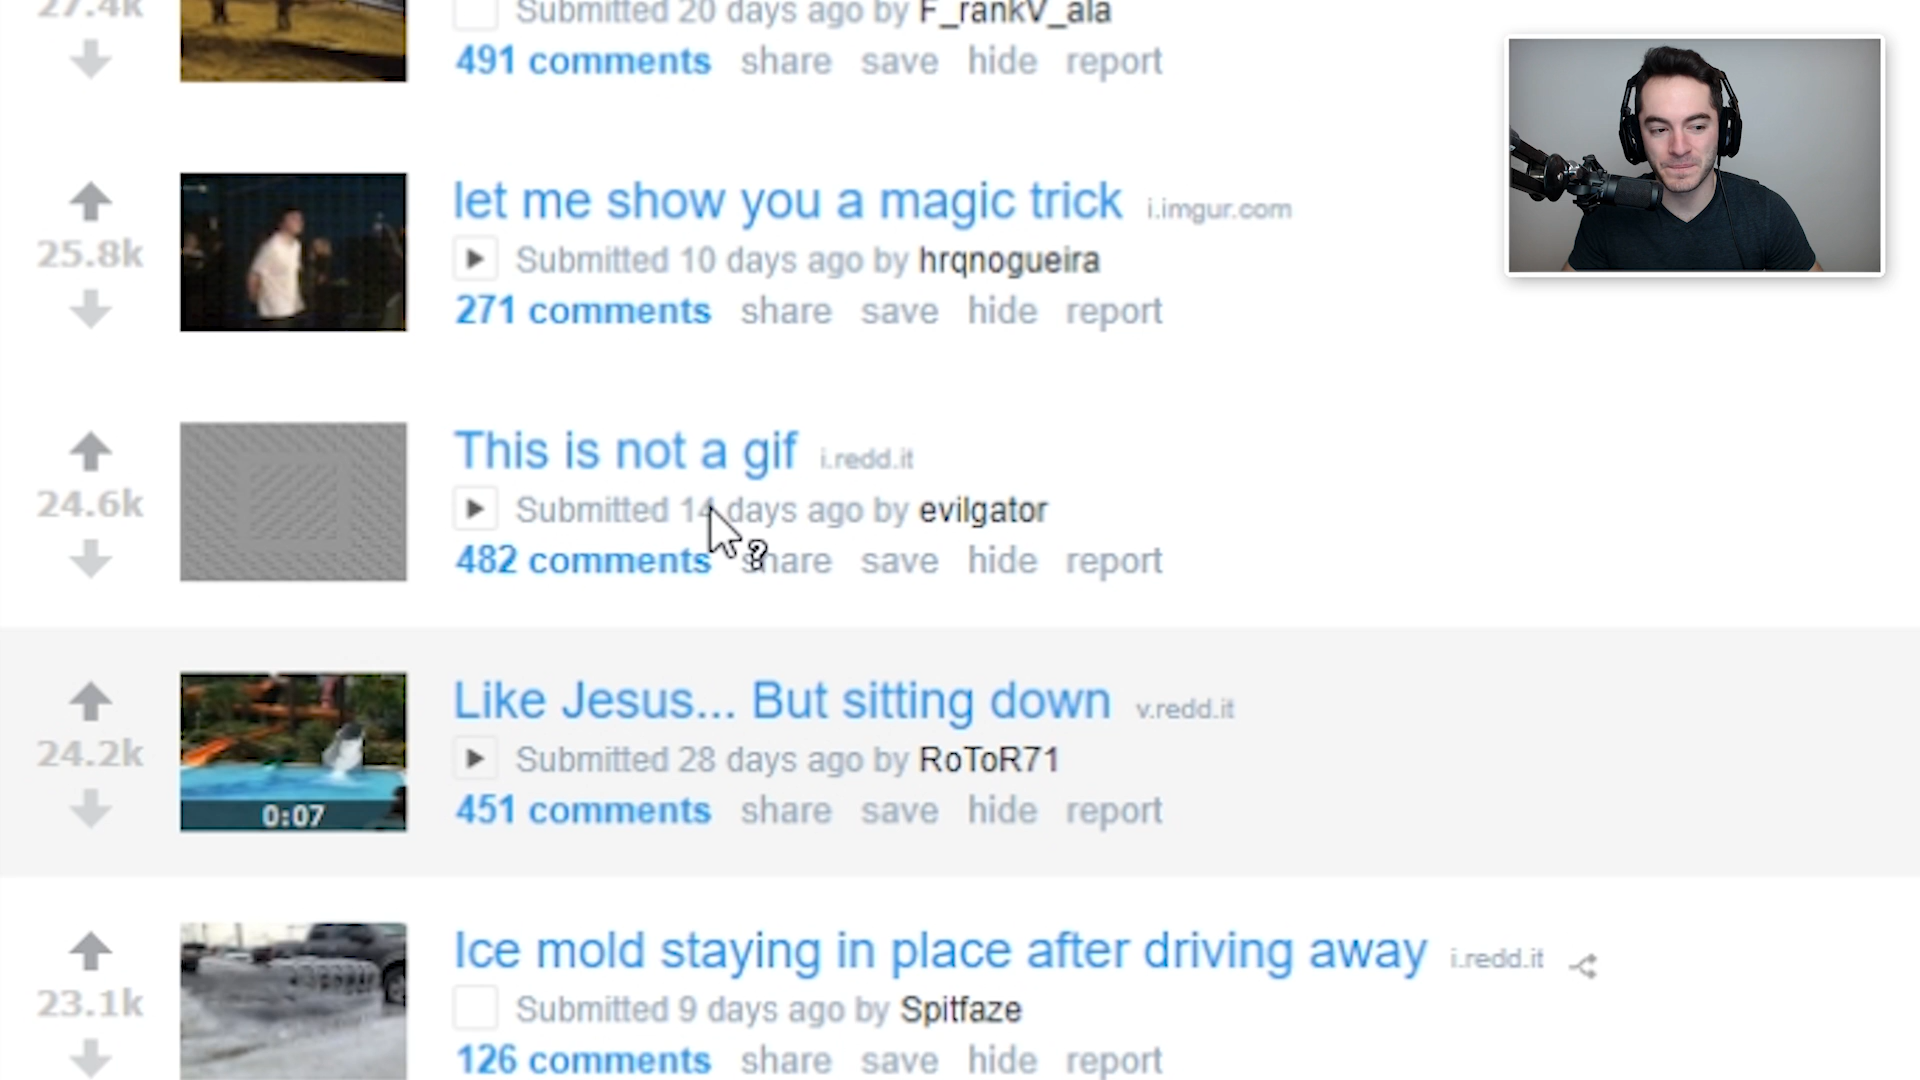 27.4k
Submitted 20 days ago by F_rankV_ala
491 comments share save hide report
let me show you a magic trick i.imgur.com
25.8k
Submitted 10 days ago by hrqnogueira
271 comments share save hide report
This is not a gif i.redd.it
24.6k
Submitted 14 days ago by evilgator
482 comments share save hide report
Like Jesus... But sitting down v.redd.it
24.2k
Submitted 28 days ago by RoToR71
0:07
451 comments share save hide report
Ice mold staying in place after driving away i.redd.it
23.1k
Submitted 9 days ago by Spitfaze
126 comments share save hide report